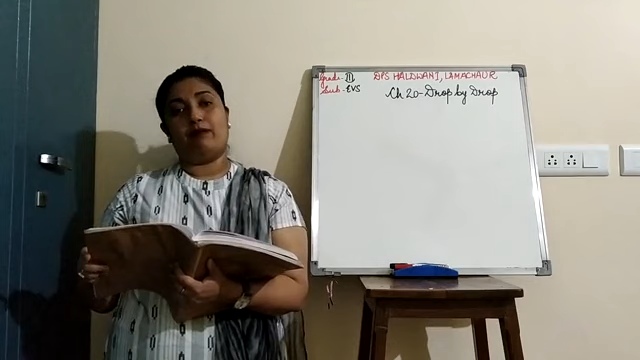 Grade-III DPS HALDWANI, LAMACHAUR
Sub-EVS Ch 20-Drop by Drop